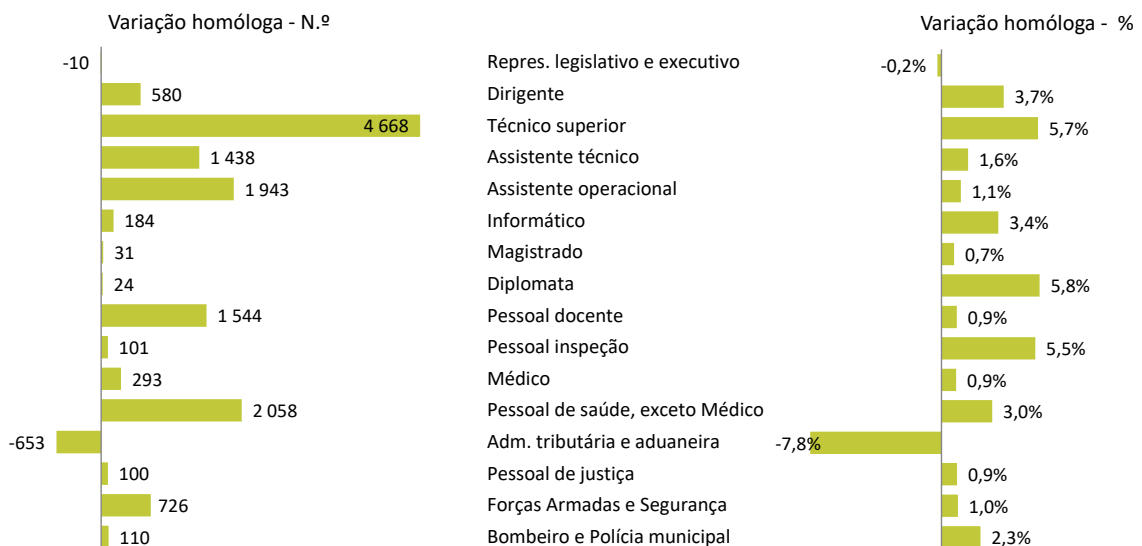 Variação homóloga - N.º Variação homóloga - %
-10 Repres. legislativo e executivo -0,2%
580 Dirigente 3,7%
4 668 Técnico superior 5,7%
1 438 Assistente técnico 1,6%
1 943 Assistente operacional 1,1%
184 Informático 3,4%
31 Magistrado 0,7%
24 Diplomata 5,8%
1 544 Pessoal docente 0,9%
101 Pessoal inspeção 5,5%
293 Médico 0,9%
2 058 Pessoal de saúde, exceto Médico 3,0%
-653 Adm. tributária e aduaneira -7,8%
100 Pessoal de justiça 0,9%
726 Forças Armadas e Segurança 1,0%
110 Bombeiro e Polícia municipal 2,3%